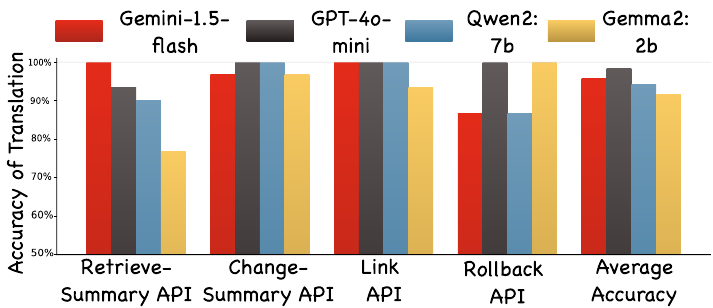 Gemini-1.5-flash
GPT-4o-mini
Qwen2:7b
Gemma2:2b
Accuracy of Translation
100%
90%
80%
70%
60%
50%
Retrieve-
Summary API
Change-
Summary API
Link
API
Rollback
API
Average
Accuracy